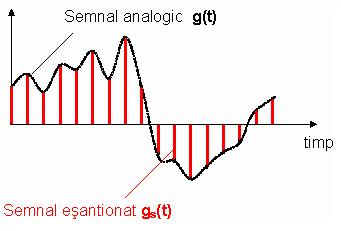 Semnal analogic g(t)
timp
Semnal eşantionat gs(t)